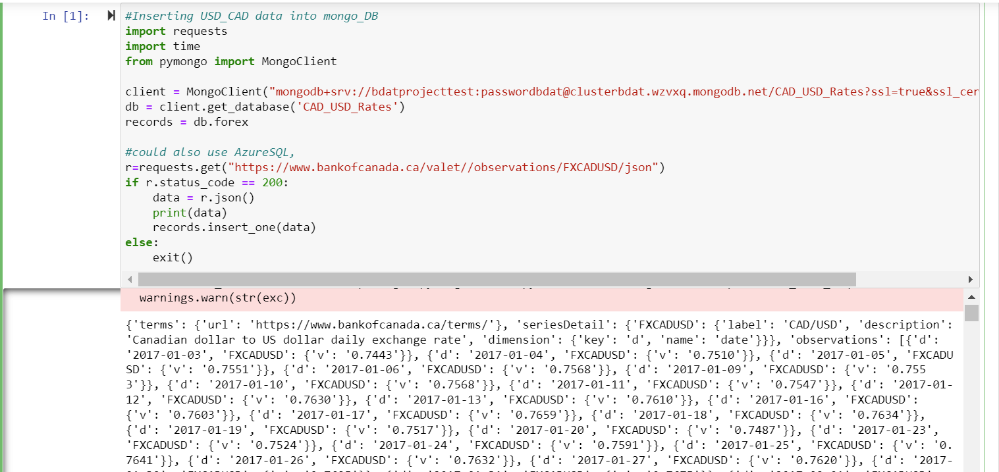 In [1]:
#Inserting USD_CAD data into mongo_DB
import requests
import time
from pymongo import MongoClient
client = MongoClient("mongodb+srv://bdatprojecttest:passwordbdat@clusterbdat.wzvxq.mongodb.net/CAD_USD_Rates?ssl=true&ssl_cer
db = client.get_database('CAD_USD_Rates')
records = db.forex
#could also use AzureSQL,
r=requests.get("https://www.bankofcanada.ca/valet//observations/FXCADUSD/json")
if r.status_code == 200:
    data = r.json()
    print(data)
    records.insert_one(data)
else:
    exit()
warnings.warn(str(exc))
{'terms': {'url': 'https://www.bankofcanada.ca/terms/'}, 'seriesDetail': {'FXCADUSD': {'label': 'CAD/USD', 'description':
'Canadian dollar to US dollar daily exchange rate', 'dimension': {'key': 'd', 'name': 'date'}}}, 'observations': [{'d':
'2017-01-03', 'FXCADUSD': {'v': '0.7443'}}, {'d': '2017-01-04', 'FXCADUSD': {'v': '0.7510'}}, {'d': '2017-01-05', 'FXCADU
SD': {'v': '0.7551'}}, {'d': '2017-01-06', 'FXCADUSD': {'v': '0.7568'}}, {'d': '2017-01-09', 'FXCADUSD': {'v': '0.755
3'}}, {'d': '2017-01-10', 'FXCADUSD': {'v': '0.7568'}}, {'d': '2017-01-11', 'FXCADUSD': {'v': '0.7547'}}, {'d': '2017-01-
12', 'FXCADUSD': {'v': '0.7630'}}, {'d': '2017-01-13', 'FXCADUSD': {'v': '0.7610'}}, {'d': '2017-01-16', 'FXCADUSD':
{'v': '0.7603'}}, {'d': '2017-01-17', 'FXCADUSD': {'v': '0.7659'}}, {'d': '2017-01-18', 'FXCADUSD': {'v': '0.7634'}},
{'d': '2017-01-19', 'FXCADUSD': {'v': '0.7517'}}, {'d': '2017-01-20', 'FXCADUSD': {'v': '0.7487'}}, {'d': '2017-01-23',
'FXCADUSD': {'v': '0.7524'}}, {'d': '2017-01-24', 'FXCADUSD': {'v': '0.7591'}}, {'d': '2017-01-25', 'FXCADUSD': {'v': '0.
7641'}}, {'d': '2017-01-26', 'FXCADUSD': {'v': '0.7632'}}, {'d': '2017-01-27', 'FXCADUSD': {'v': '0.7620'}}, {'d': '2017-